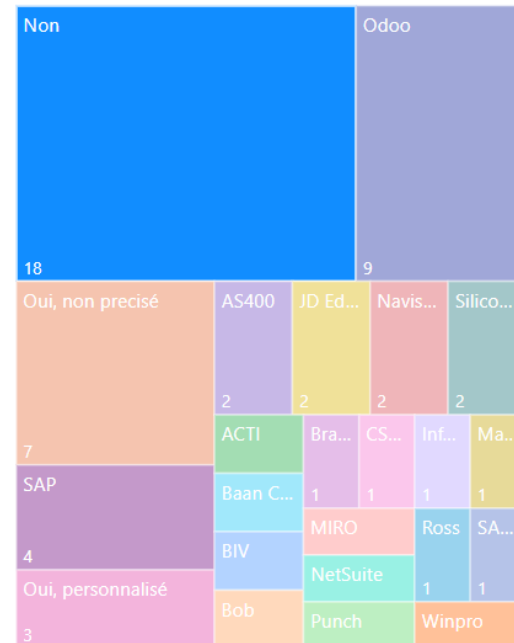 Non
18
Odoo
9
Oui, non precisé
7
AS400
2
JD Ed...
2
Navis...
2
Silico...
2
SAP
4
Oui, personnalisé
3
ACTI
Baan C...
BIV
Bob
Bra...
1
CS...
1
Inf...
1
Ma...
1
MIRO
NetSuite
Punch
Ross
1
SA...
1
Winpro